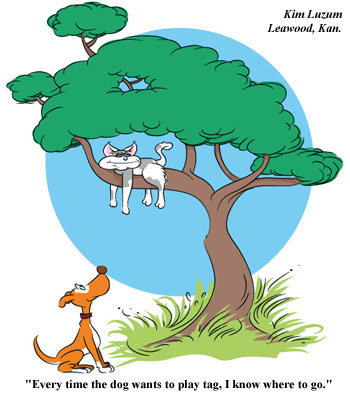 Kim Luzum
Leawood, Kan.
"Every time the dog wants to play tag, I know where to go."